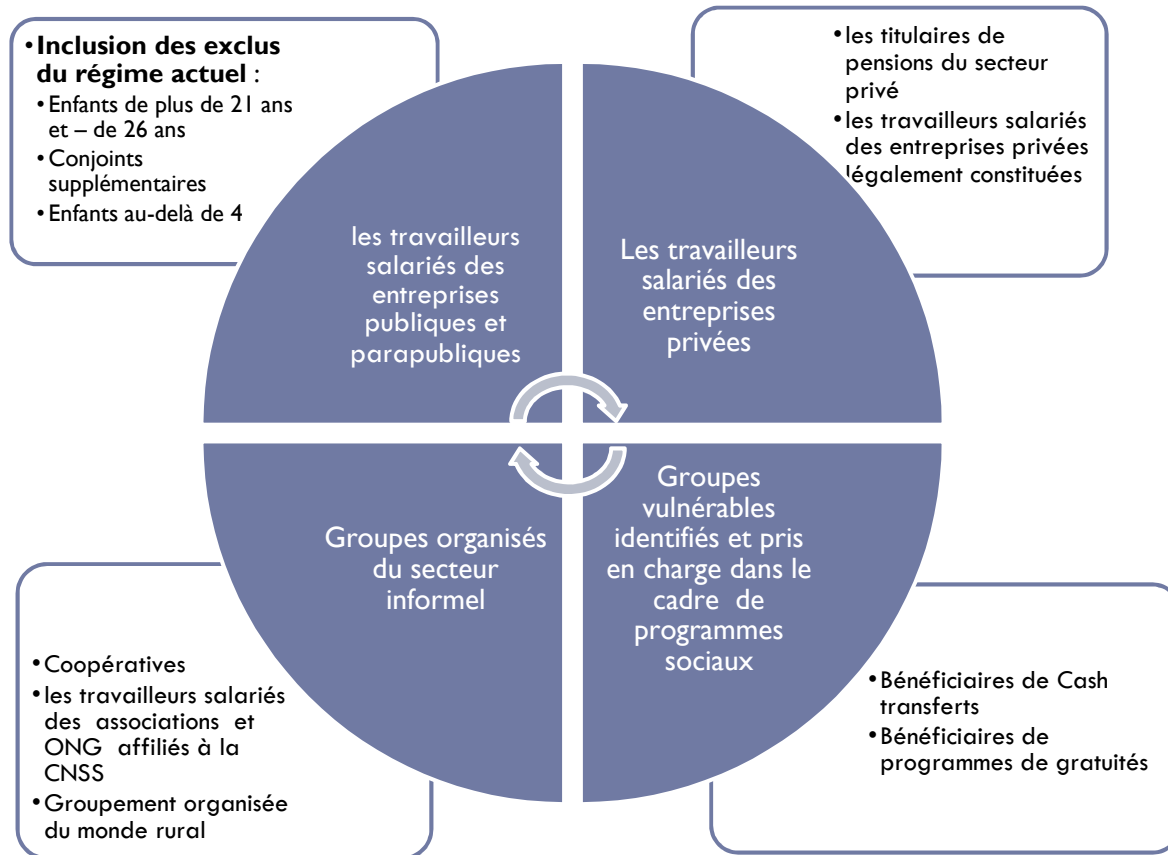 •Inclusion des exclus
du régime actuel :
•Enfants de plus de 21 ans
et – de 26 ans
•Conjoints
supplémentaires
•Enfants au-delà de 4
•les titulaires de
pensions du secteur
privé
•les travailleurs salariés
des entreprises privées
légalement constituées
les travailleurs
salariés des
entreprises
publiques et
parapubliques
Les travailleurs
salariés des
entreprises
privées
Groupes organisés
du secteur
informel
Groupes
vulnérables
identifiés et pris
en charge dans le
cadre de
programmes
sociaux
•Coopératives
•les travailleurs salariés
des associations et
ONG affiliés à la
CNSS
•Groupement organisée
du monde rural
•Bénéficiaires de Cash
transferts
•Bénéficiaires de
programmes de gratuités